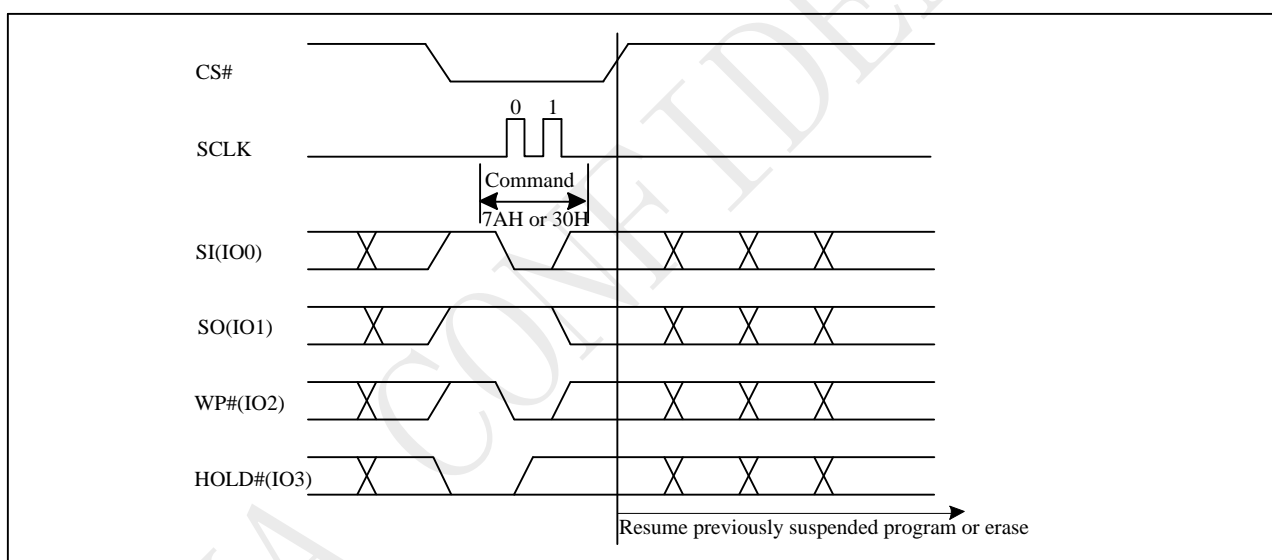 CS#
0 1
SCLK
Command
7AH or 30H
SI(IO0)
SO(IO1)
WP#(IO2)
HOLD#(IO3)
Resume previously suspended program or erase